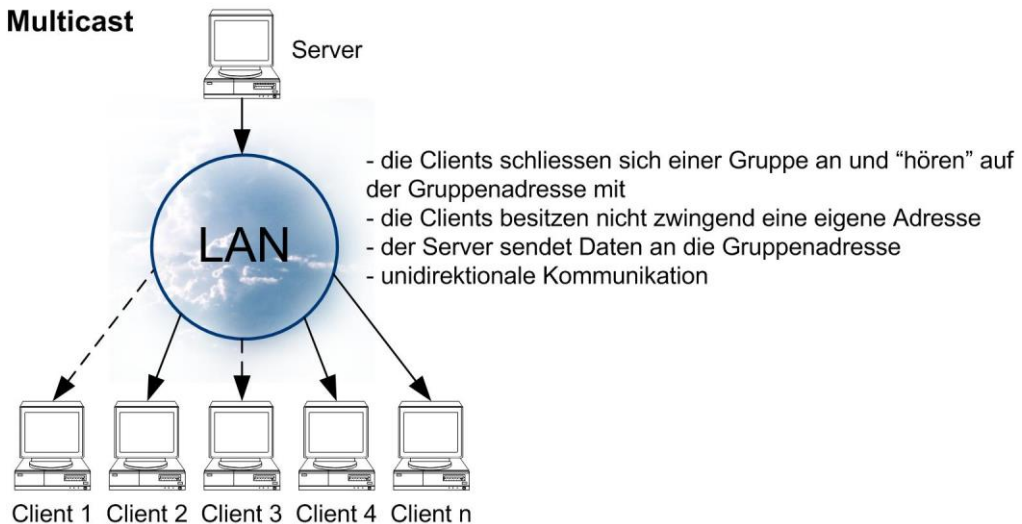 Multicast
Server
- die Clients schliessen sich einer Gruppe an und “hören” auf
der Gruppenadresse mit
- die Clients besitzen nicht zwingend eine eigene Adresse
- der Server sendet Daten an die Gruppenadresse
- unidirektionale Kommunikation
LAN
Client 1 Client 2 Client 3 Client 4 Client n